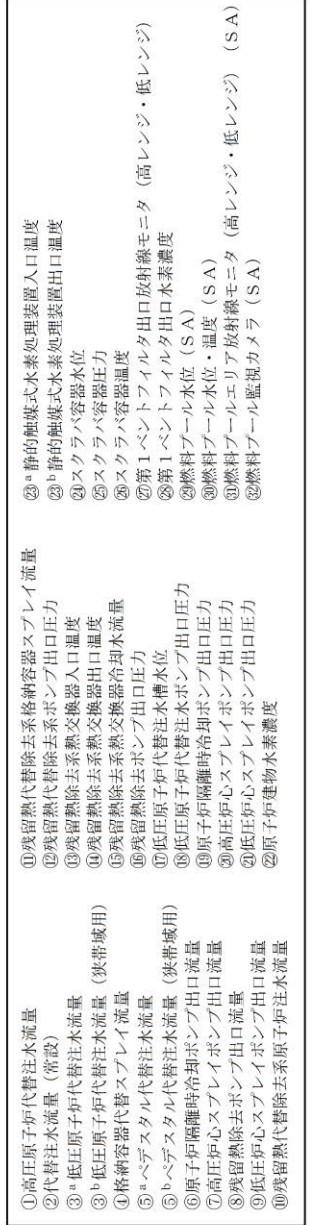 ①高圧原子炉代替注水流量
②代替注水流量（常設）
③ᵃ低圧原子炉代替注水流量
③ᵇ低圧原子炉代替注水流量（狭帯域用）
④格納容器代替スプレイ流量
⑤ᵃペデスタル代替注水流量
⑤ᵇペデスタル代替注水流量（狭帯域用）
⑥原子炉隔離時冷却ポンプ出口流量
⑦高圧炉心スプレイポンプ出口流量
⑧残留熱除去ポンプ出口流量
⑨低圧炉心スプレイポンプ出口流量
⑩残留熱代替除去系原子炉注水流量
⑪残留熱代替除去系格納容器スプレイ流量
⑫残留熱代替除去系ポンプ出口圧力
⑬残留熱除去系熱交換器入口温度
⑭残留熱除去系熱交換器出口温度
⑮残留熱除去系熱交換器冷却水流量
⑯残留熱除去ポンプ出口圧力
⑰低圧原子炉代替注水槽水位
⑱低圧原子炉代替注水ポンプ出口圧力
⑲原子炉隔離時冷却ポンプ出口圧力
⑳高圧炉心スプレイポンプ出口圧力
㉑低圧炉心スプレイポンプ出口圧力
㉒原子炉建物水素濃度
㉓ᵃ静的触媒式水素処理装置入口温度
㉓ᵇ静的触媒式水素処理装置出口温度
㉔スクラバ容器水位
㉕スクラバ容器圧力
㉖スクラバ容器温度
㉗第１ベントフィルタ出口放射線モニタ（高レンジ・低レンジ）
㉘第１ベントフィルタ出口水素濃度
㉙燃料プール水位（ＳＡ）
㉚燃料プール水位・温度（ＳＡ）
㉛燃料プールエリア放射線モニタ（高レンジ・低レンジ）（ＳＡ）
㉜燃料プール監視カメラ（ＳＡ）